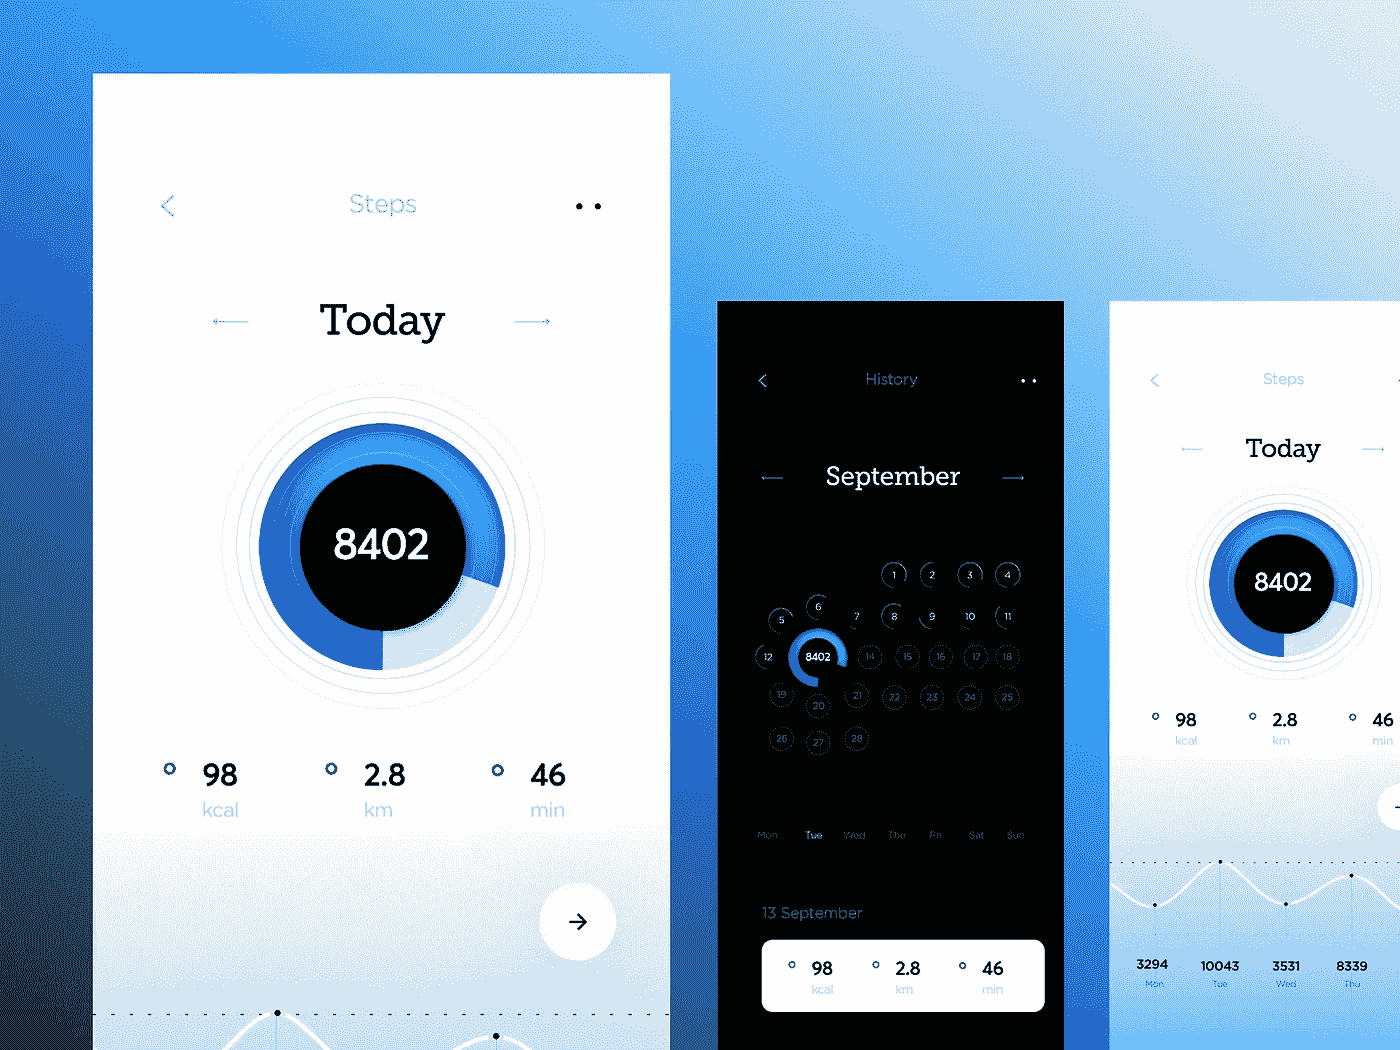 Steps
Today
8402
98 2.8 46
kcal km min
History
September
1 2 3 4
5 6 7 8 9 10 11
12 8402 14 15 16 17 18
19 20 21 22 23 24 25
26 27 28
Mon Tue Wed Thu Fri Sat Sun
13 September
98 2.8 46
kcal km min
Steps
Today
8402
98 2.8 46
kcal km min
3294 10043 3531 8339
Mon Tue Wed Thu